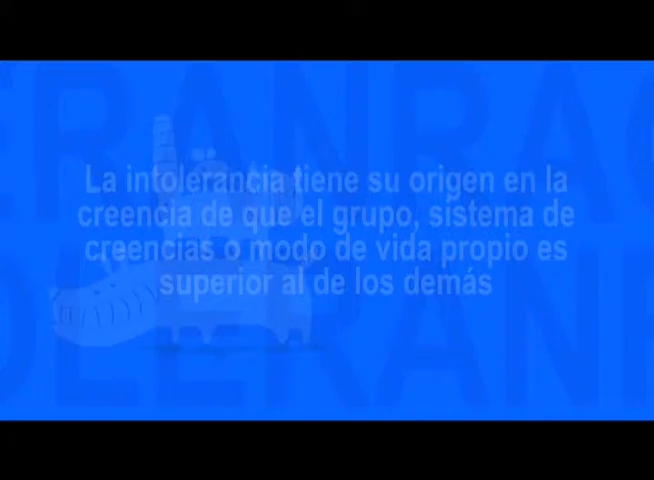 La intolerancia tiene su origen en la
creencia de que el grupo, sistema de
creencias o modo de vida propio es
superior al de los demás